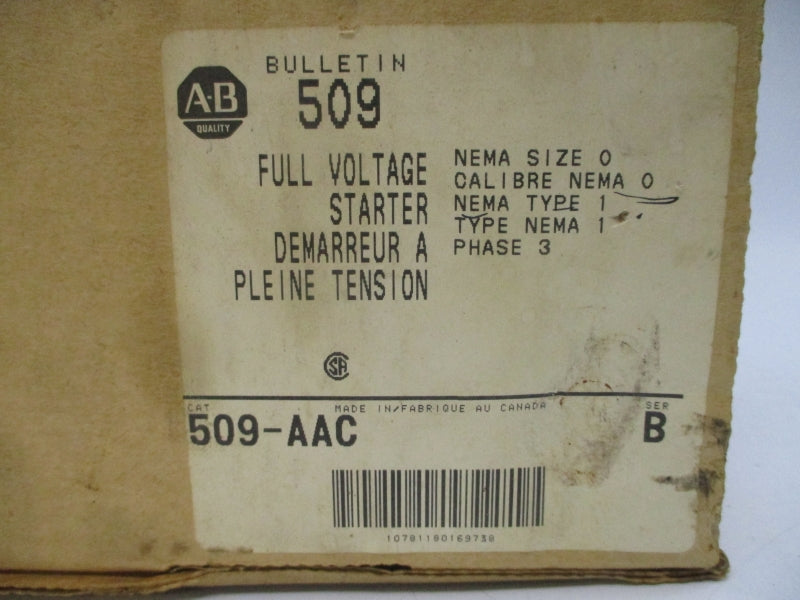 A-B
QUALITY
BULLETIN
509
FULL VOLTAGE
STARTER
DEMARREUR A
PLEINE TENSION
NEMA SIZE 0
CALIBRE NEMA 0
NEMA TYPE 1
TYPE NEMA 1
PHASE 3
CSA
CAT
MADE IN/FABRIQUE AU CANADA
SER
509-AAC
B
10781180169738